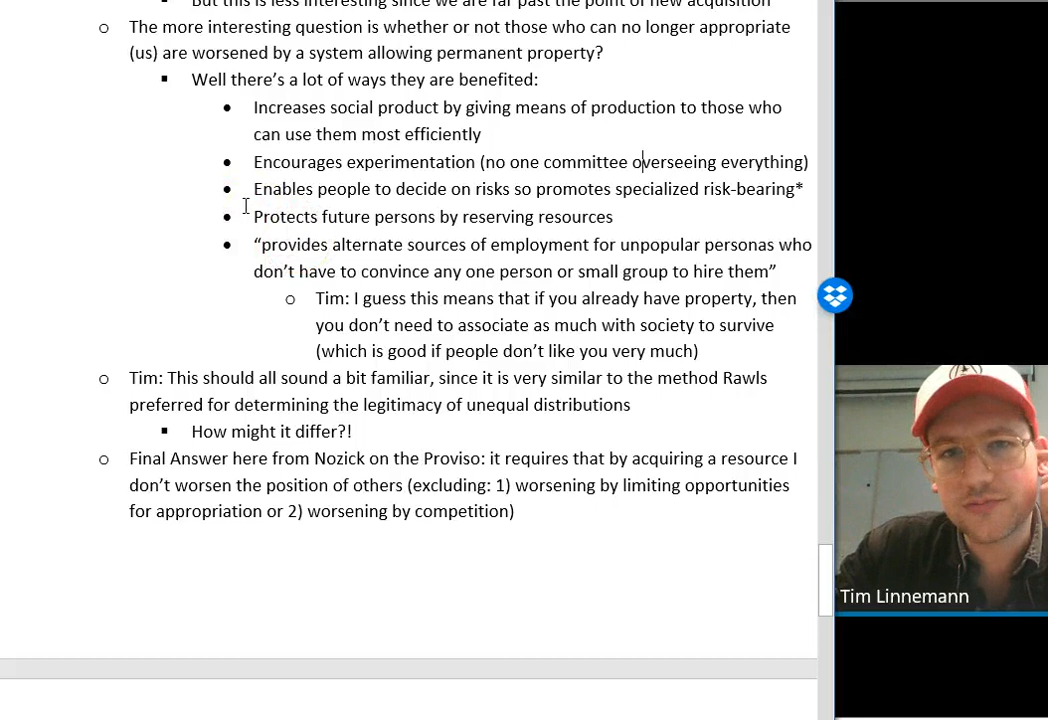 But this is less interesting since we are far past the point of new acquisition
The more interesting question is whether or not those who can no longer appropriate
(us) are worsened by a system allowing permanent property?
Well there's a lot of ways they are benefited:
Increases social product by giving means of production to those who
can use them most efficiently
Encourages experimentation (no one committee overseeing everything)
Enables people to decide on risks so promotes specialized risk-bearing*
Protects future persons by reserving resources
“provides alternate sources of employment for unpopular personas who
don't have to convince any one person or small group to hire them”
Tim: I guess this means that if you already have property, then
you don't need to associate as much with society to survive
(which is good if people don't like you very much)
Tim: This should all sound a bit familiar, since it is very similar to the method Rawls
preferred for determining the legitimacy of unequal distributions
How might it differ?!
Final Answer here from Nozick on the Proviso: it requires that by acquiring a resource I
don't worsen the position of others (excluding: 1) worsening by limiting opportunities
for appropriation or 2) worsening by competition)
Tim Linnemann